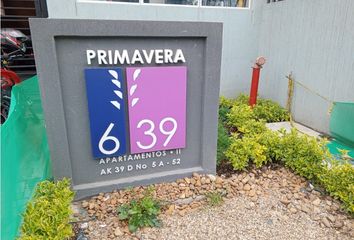 PRIMAVERA
6 39
APARTAMENTOS • II
AK 39 D No 5 A - 52